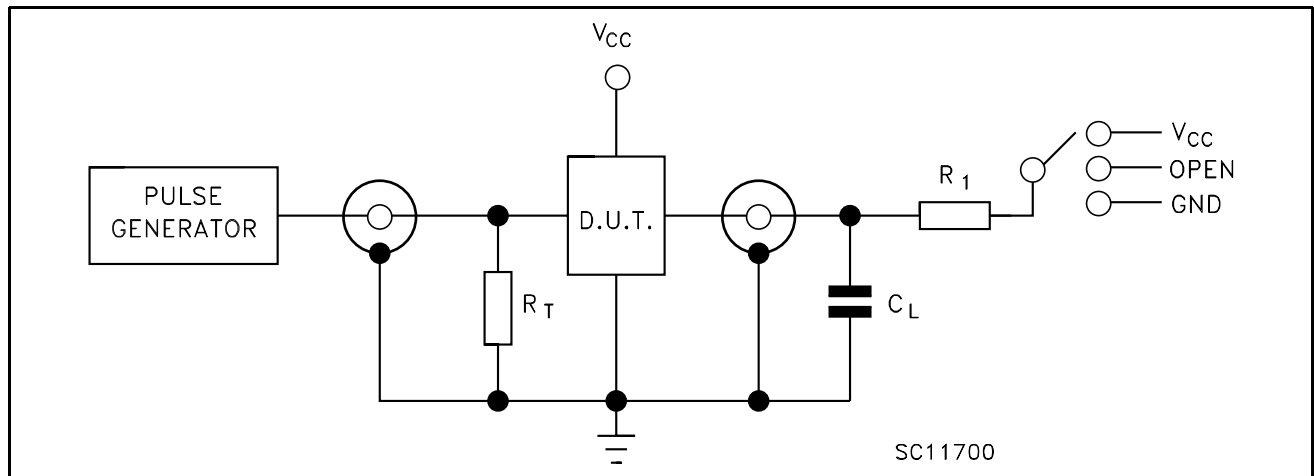 VCC
PULSE
GENERATOR
D.U.T.
RT
CL
R1
VCC
OPEN
GND
SC11700